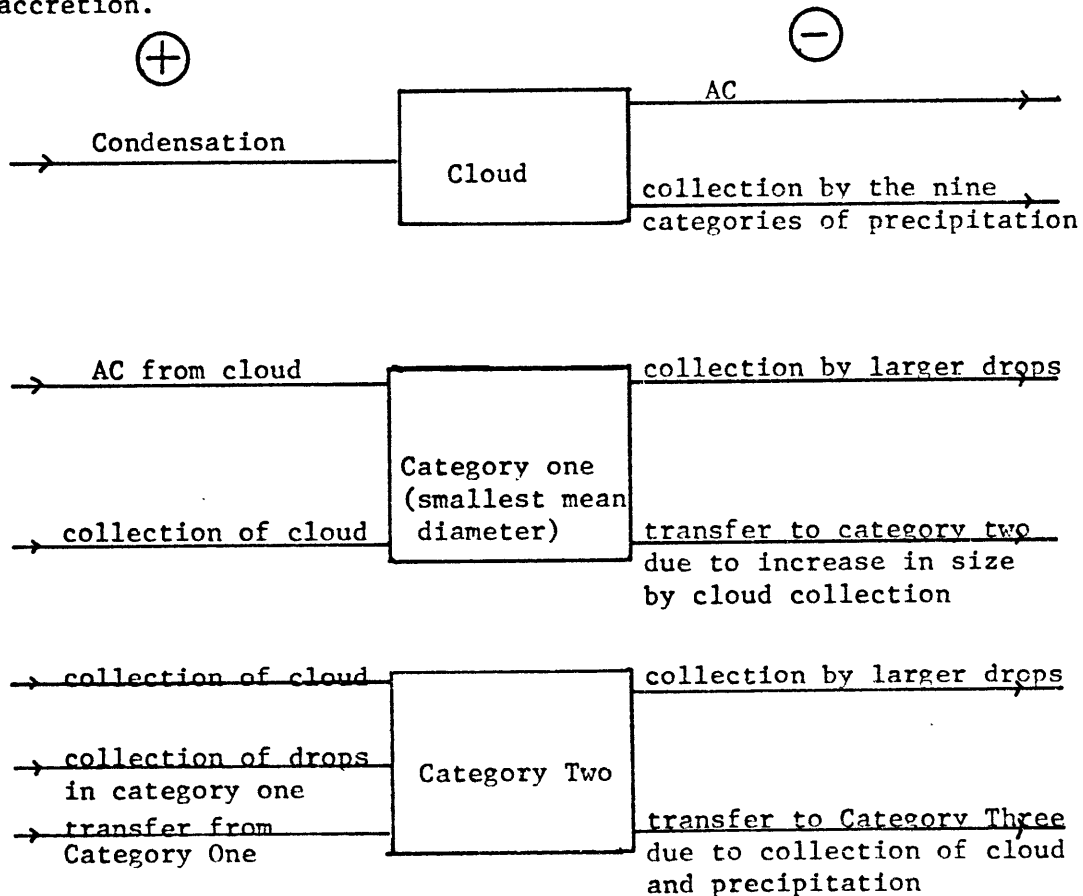 accretion.
+
−
Condensation
Cloud
AC
collection by the nine
categories of precipitation
AC from cloud
collection of cloud
Category one
(smallest mean
diameter)
collection by larger drops
transfer to category two
due to increase in size
by cloud collection
collection of cloud
collection of drops
in category one
transfer from
Category One
Category Two
collection by larger drops
transfer to Category Three
due to collection of cloud
and precipitation